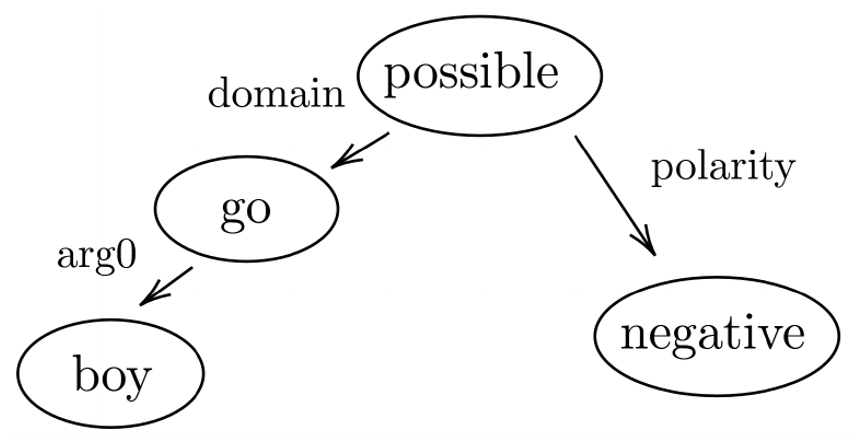 possible
domain
polarity
go
arg0
negative
boy